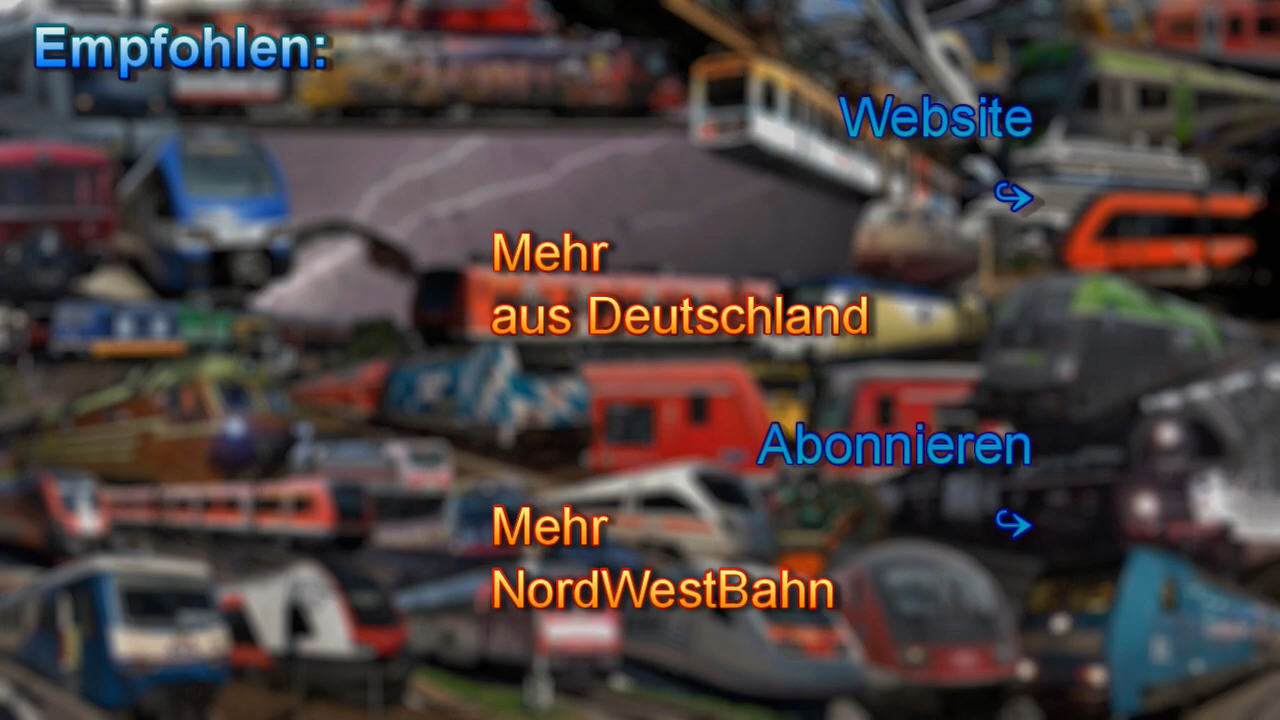 Empfohlen:
Website
↪
Mehr
aus Deutschland
Abonnieren
↪
Mehr
NordWestBahn